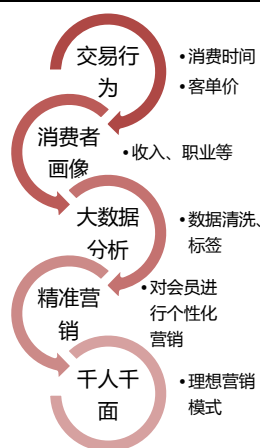 交易行
为
•消费时间
•客单价
消费者
画像
•收入、职业等
大数据
分析
•数据清洗、
标签
精准营
销
•对会员进
行个性化
营销
千人千
面
•理想营销
模式